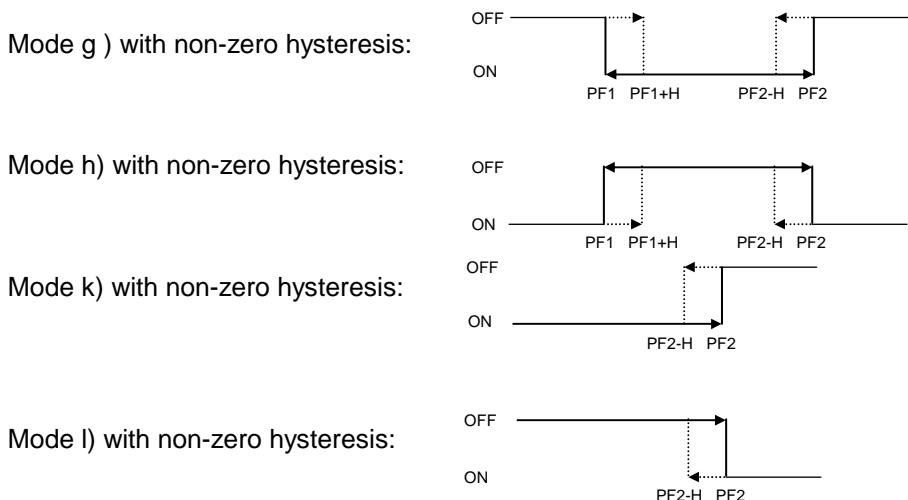 Mode g ) with non-zero hysteresis:
OFF
ON
PF1 PF1+H PF2-H PF2
Mode h) with non-zero hysteresis:
OFF
ON
PF1 PF1+H PF2-H PF2
Mode k) with non-zero hysteresis:
OFF
ON
PF2-H PF2
Mode l) with non-zero hysteresis:
OFF
ON
PF2-H PF2